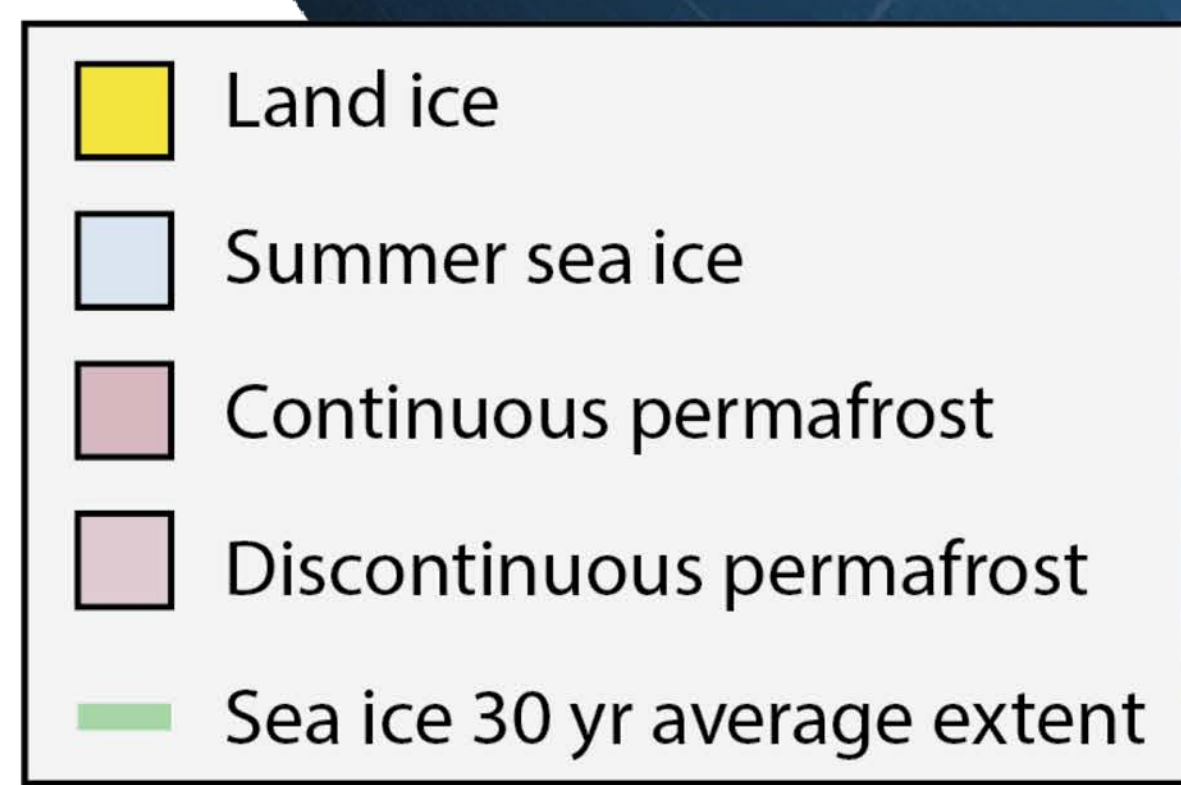 Land ice
Summer sea ice
Continuous permafrost
Discontinuous permafrost
Sea ice 30 yr average extent